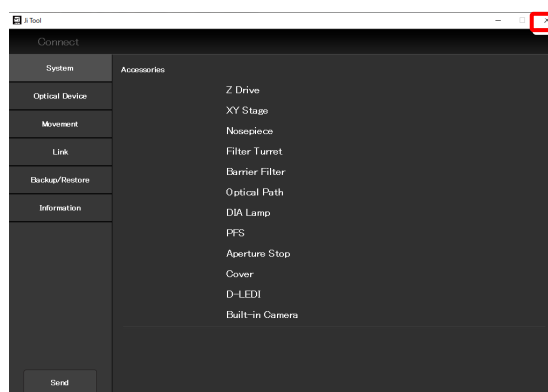 Ji Tool
Connect
System
Accessories
Optical Device
Z Drive
XY Stage
Movement
Nosepiece
Link
Filter Turret
Backup/Restore
Barrier Filter
Optical Path
Information
DIA Lamp
PFS
Aperture Stop
Cover
D-LEDI
Built-in Camera
Send